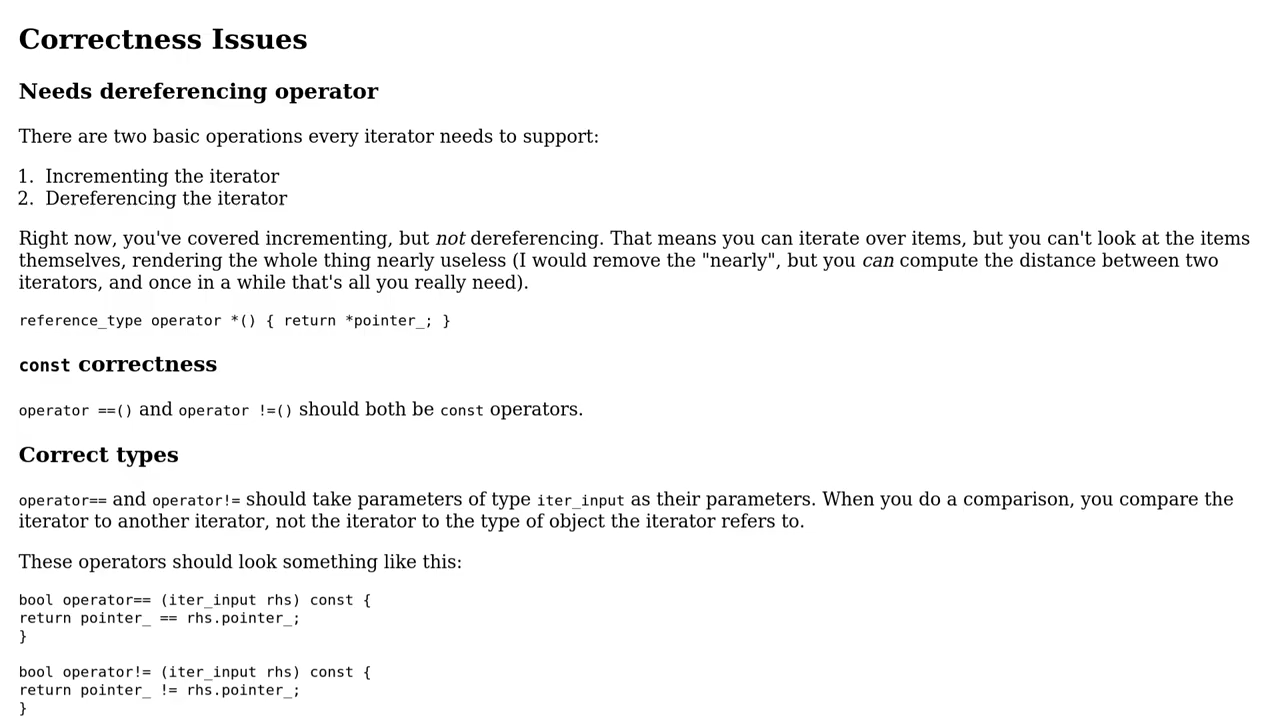 Correctness Issues
Needs dereferencing operator
There are two basic operations every iterator needs to support:
1. Incrementing the iterator
2. Dereferencing the iterator
Right now, you've covered incrementing, but not dereferencing. That means you can iterate over items, but you can't look at the items
themselves, rendering the whole thing nearly useless (I would remove the "nearly", but you can compute the distance between two
iterators, and once in a while that's all you really need).
reference_type operator *() { return *pointer_; }
const correctness
operator ==() and operator !=() should both be const operators.
Correct types
operator== and operator!= should take parameters of type iter_input as their parameters. When you do a comparison, you compare the
iterator to another iterator, not the iterator to the type of object the iterator refers to.
These operators should look something like this:
bool operator== (iter_input rhs) const {
return pointer_ == rhs.pointer_;
}
bool operator!= (iter_input rhs) const {
return pointer_ != rhs.pointer_;
}